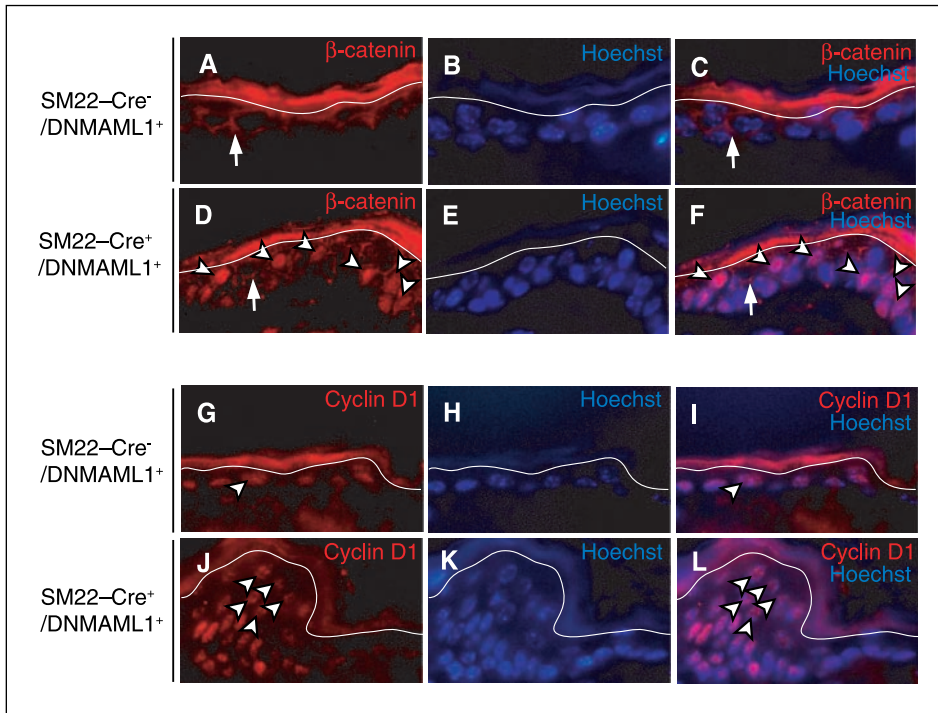 SM22–Cre⁻
/DNMAML1⁺
A
β-catenin
B
Hoechst
C
β-catenin
Hoechst
SM22–Cre⁺
/DNMAML1⁺
D
β-catenin
E
Hoechst
F
β-catenin
Hoechst
SM22–Cre⁻
/DNMAML1⁺
G
Cyclin D1
H
Hoechst
I
Cyclin D1
Hoechst
SM22–Cre⁺
/DNMAML1⁺
J
Cyclin D1
K
Hoechst
L
Cyclin D1
Hoechst